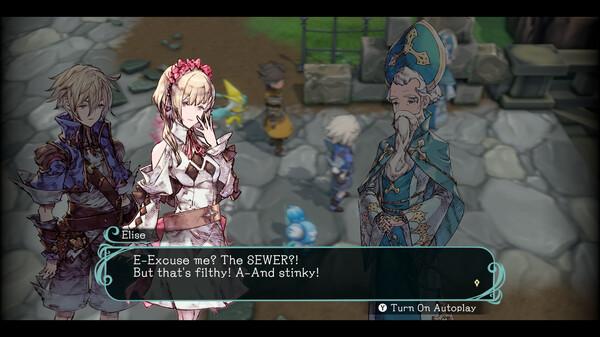 Elise
E-Excuse me? The SEWER?!
But that's filthy! A-And stinky!
Y Turn On Autoplay